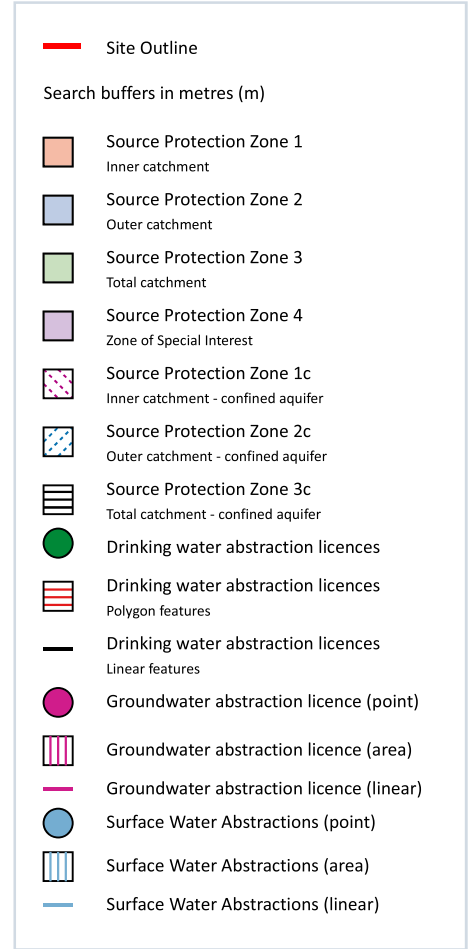 Site Outline
Search buffers in metres (m)
Source Protection Zone 1
Inner catchment
Source Protection Zone 2
Outer catchment
Source Protection Zone 3
Total catchment
Source Protection Zone 4
Zone of Special Interest
Source Protection Zone 1c
Inner catchment - confined aquifer
Source Protection Zone 2c
Outer catchment - confined aquifer
Source Protection Zone 3c
Total catchment - confined aquifer
Drinking water abstraction licences
Drinking water abstraction licences
Polygon features
Drinking water abstraction licences
Linear features
Groundwater abstraction licence (point)
Groundwater abstraction licence (area)
Groundwater abstraction licence (linear)
Surface Water Abstractions (point)
Surface Water Abstractions (area)
Surface Water Abstractions (linear)